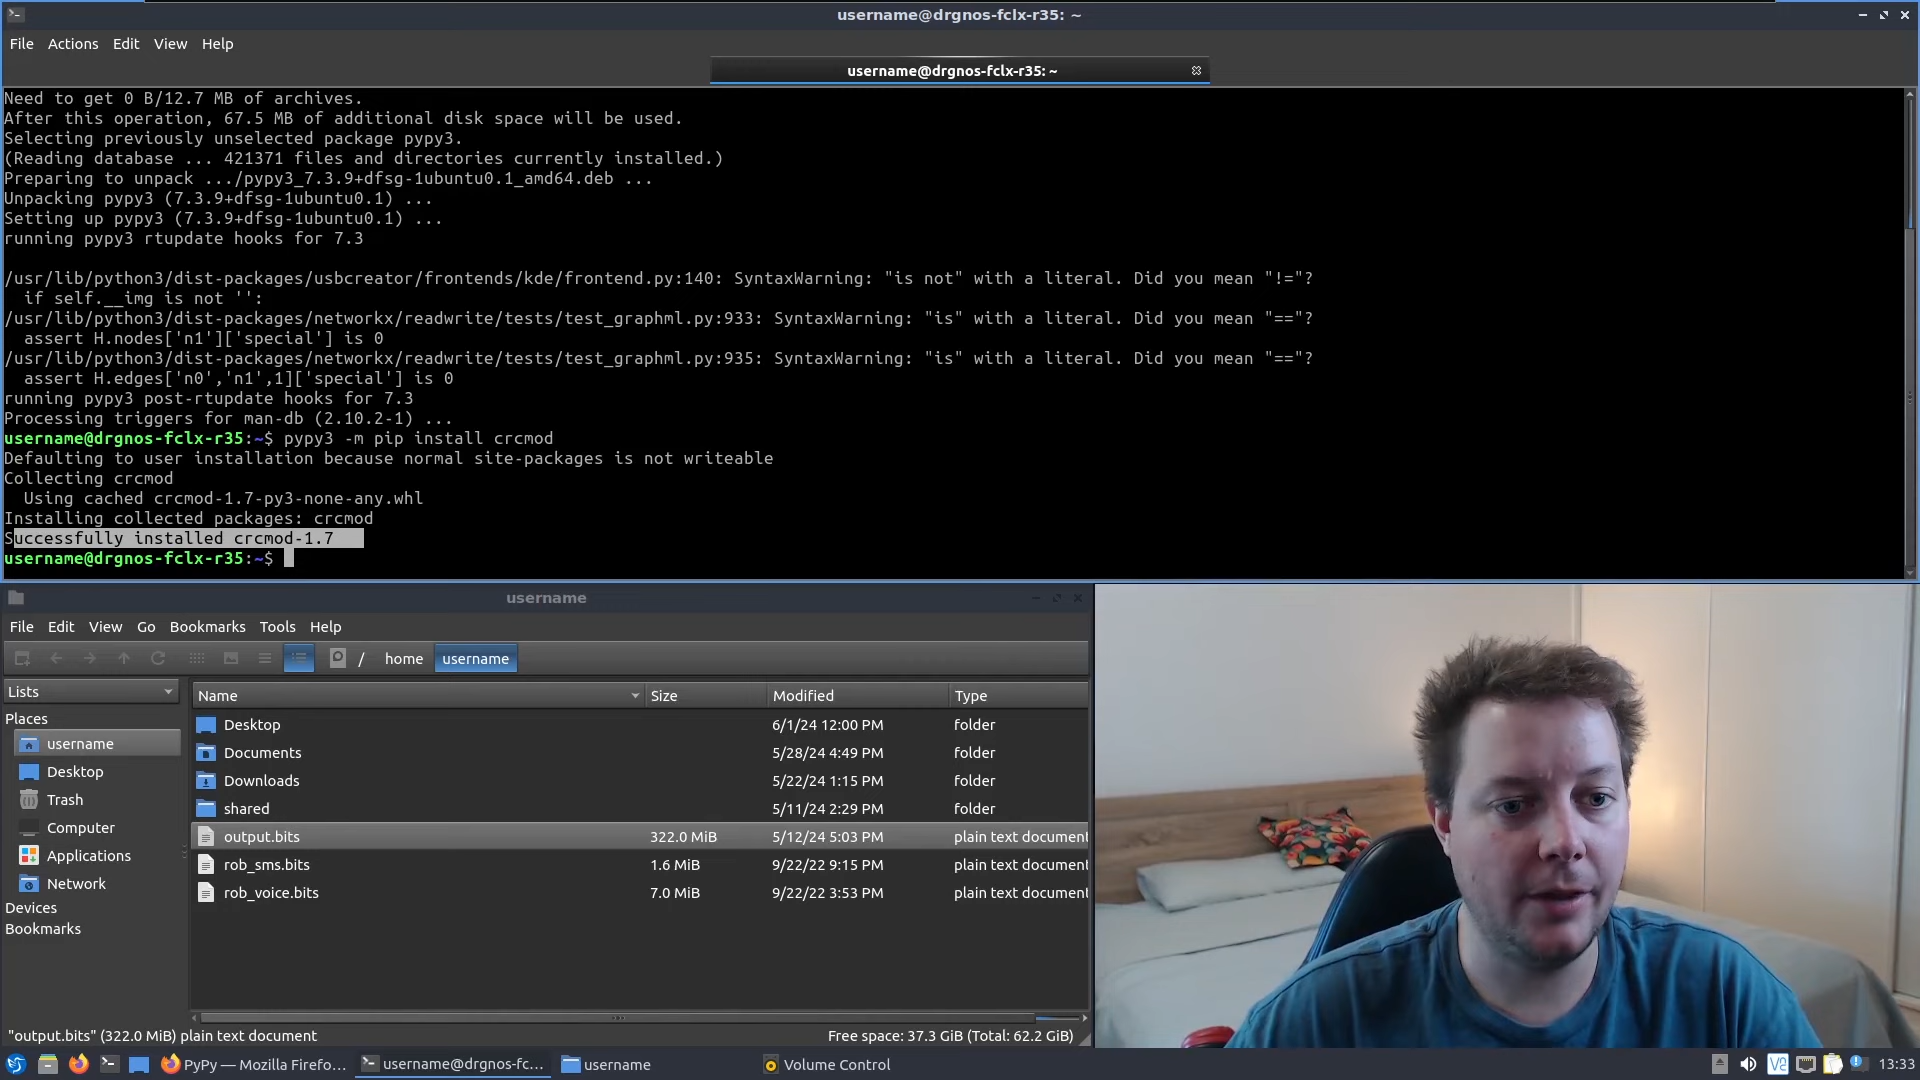 username@drgnos-fclx-r35: ~
File Actions Edit View Help
username@drgnos-fclx-r35: ~
Need to get 0 B/12.7 MB of archives.
After this operation, 67.5 MB of additional disk space will be used.
Selecting previously unselected package pypy3.
(Reading database ... 421371 files and directories currently installed.)
Preparing to unpack .../pypy3_7.3.9+dfsg-1ubuntu0.1_amd64.deb ...
Unpacking pypy3 (7.3.9+dfsg-1ubuntu0.1) ...
Setting up pypy3 (7.3.9+dfsg-1ubuntu0.1) ...
running pypy3 rtupdate hooks for 7.3
/usr/lib/python3/dist-packages/usbcreator/frontends/kde/frontend.py:140: SyntaxWarning: "is not" with a literal. Did you mean "!="?
  if self.__img is not '':
/usr/lib/python3/dist-packages/networkx/readwrite/tests/test_graphml.py:933: SyntaxWarning: "is" with a literal. Did you mean "=="?
  assert H.nodes['n1']['special'] is 0
/usr/lib/python3/dist-packages/networkx/readwrite/tests/test_graphml.py:935: SyntaxWarning: "is" with a literal. Did you mean "=="?
  assert H.edges['n0','n1',1]['special'] is 0
running pypy3 post-rtupdate hooks for 7.3
Processing triggers for man-db (2.10.2-1) ...
username@drgnos-fclx-r35:~$ pypy3 -m pip install crcmod
Defaulting to user installation because normal site-packages is not writeable
Collecting crcmod
  Using cached crcmod-1.7-py3-none-any.whl
Installing collected packages: crcmod
Successfully installed crcmod-1.7
username@drgnos-fclx-r35:~$
username
File Edit View Go Bookmarks Tools Help
/ home username
Lists
Places
username
Desktop
Trash
Computer
Applications
Network
Devices
Bookmarks
Name Size Modified Type
Desktop 6/1/24 12:00 PM folder
Documents 5/28/24 4:49 PM folder
Downloads 5/22/24 1:15 PM folder
shared 5/11/24 2:29 PM folder
output.bits 322.0 MiB 5/12/24 5:03 PM plain text document
rob_sms.bits 1.6 MiB 9/22/22 9:15 PM plain text document
rob_voice.bits 7.0 MiB 9/22/22 3:53 PM plain text document
"output.bits" (322.0 MiB) plain text document Free space: 37.3 GiB (Total: 62.2 GiB)
PyPy — Mozilla Firefo... username@drgnos-fc... username Volume Control 13:33